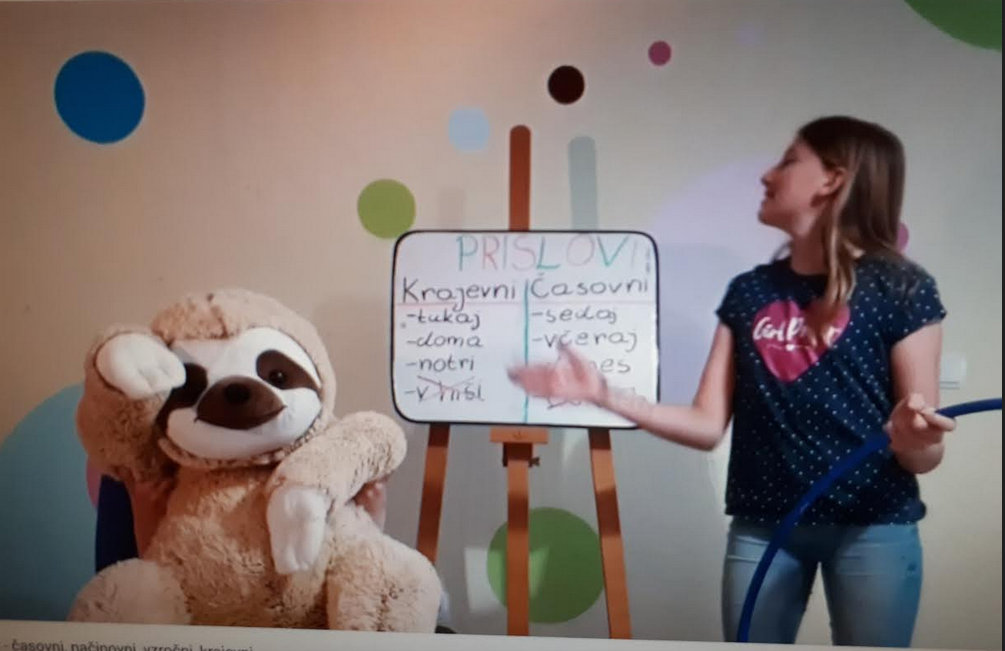 PRISLOVI
Krajevni Časovni
-tukaj -sedaj
-doma -včeraj
-notri
časovni, načinovni, vzročni, krajevni